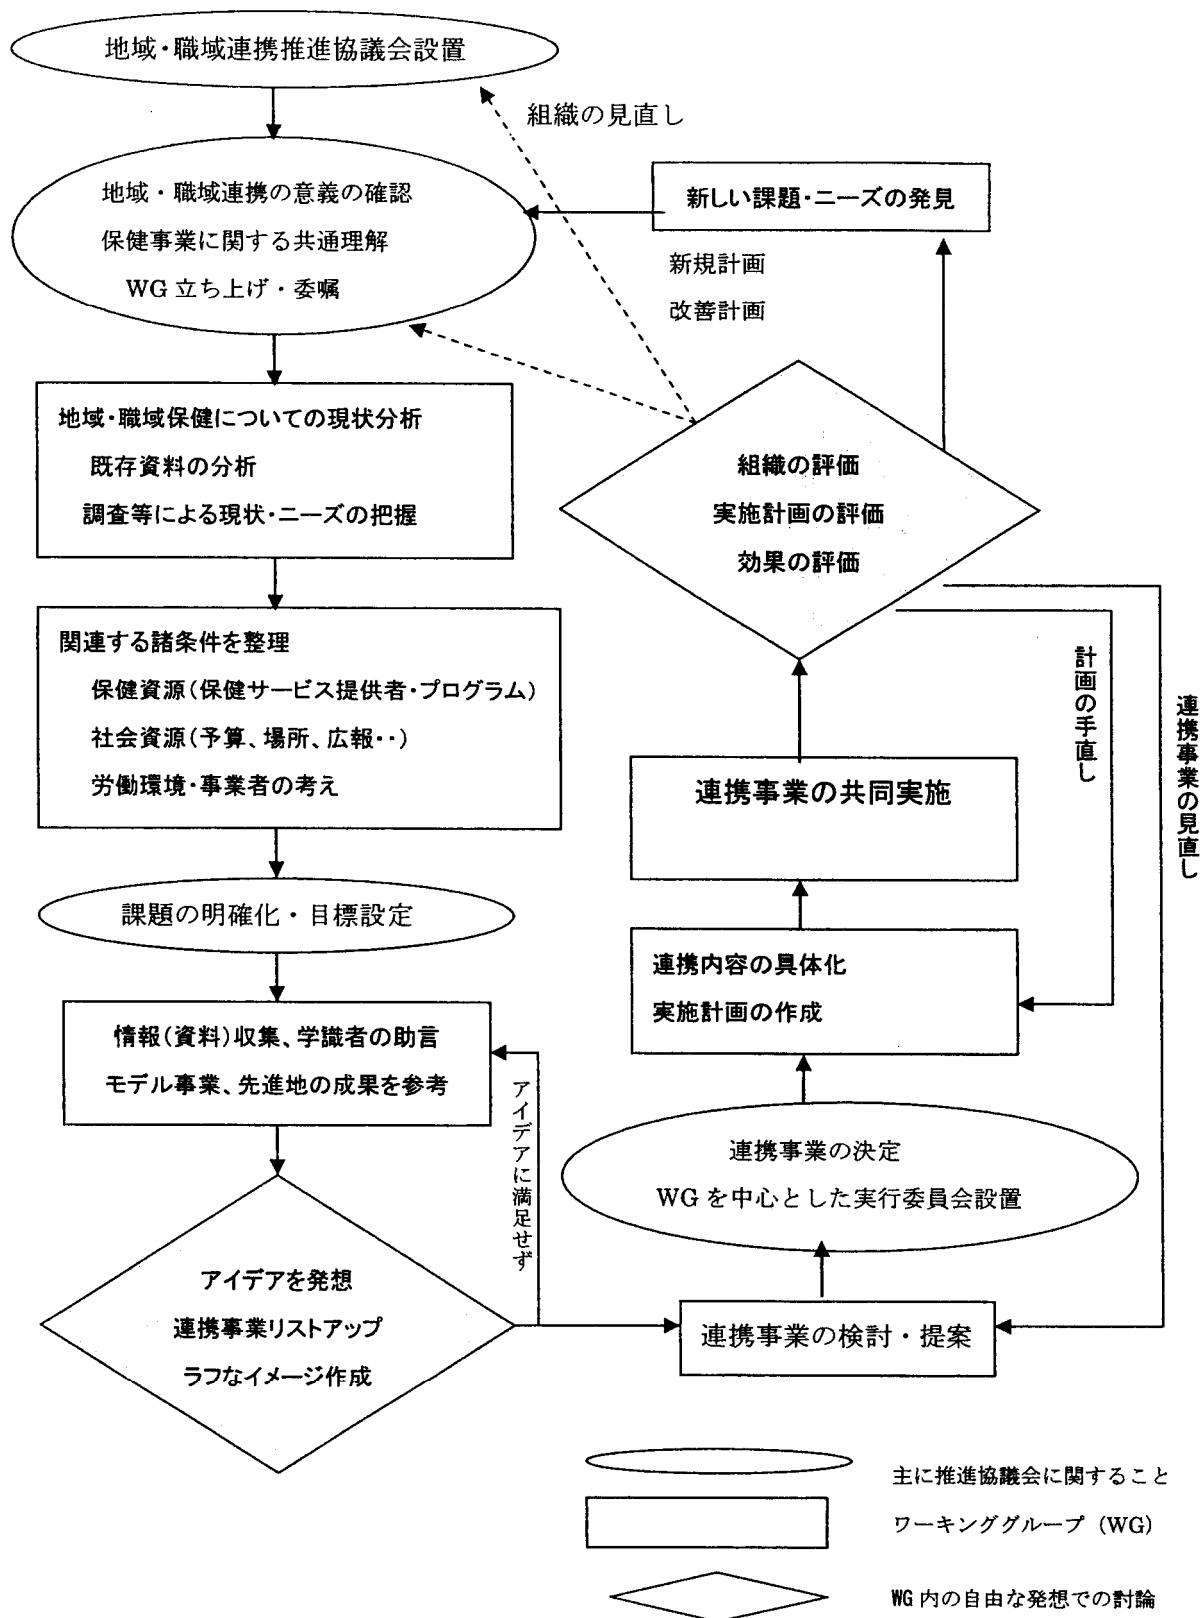 地域・職域連携推進協議会設置
組織の見直し
地域・職域連携の意義の確認
保健事業に関する共通理解
WG 立ち上げ・委嘱
新しい課題・ニーズの発見
新規計画
改善計画
地域・職域保健についての現状分析
既存資料の分析
調査等による現状・ニーズの把握
関連する諸条件を整理
保健資源(保健サービス提供者・プログラム)
社会資源(予算、場所、広報・・)
労働環境・事業者の考え
課題の明確化・目標設定
情報(資料)収集、学識者の助言
モデル事業、先進地の成果を参考
アイデアに満足せず
アイデアを発想
連携事業リストアップ
ラフなイメージ作成
組織の評価
実施計画の評価
効果の評価
計画の手直し
連携事業の見直し
連携事業の共同実施
連携内容の具体化
実施計画の作成
連携事業の決定
WG を中心とした実行委員会設置
連携事業の検討・提案
主に推進協議会に関すること
ワーキンググループ (WG)
WG 内の自由な発想での討論